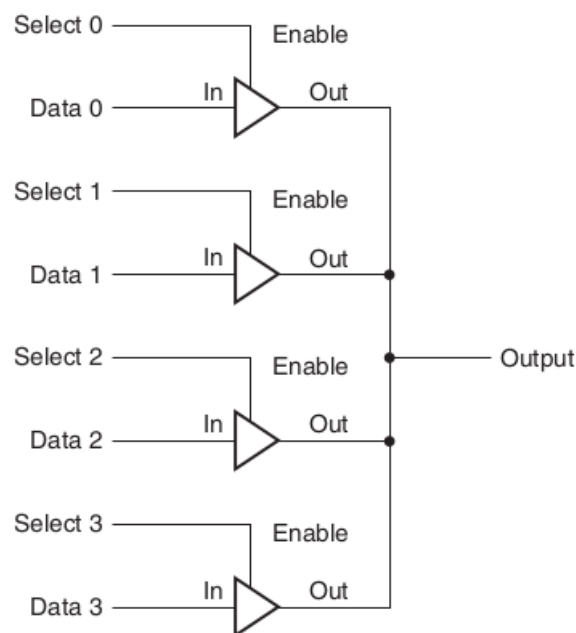 Select 0
Enable
Data 0 In Out
Select 1
Enable
Data 1 In Out
Select 2
Enable
Output
Data 2 In Out
Select 3
Enable
Data 3 In Out